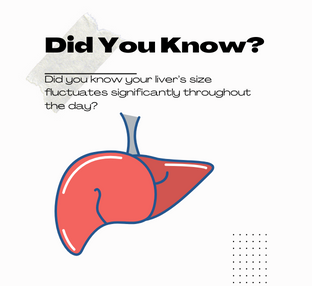 Did You Know?
Did you know your liver's size
fluctuates significantly throughout
the day?